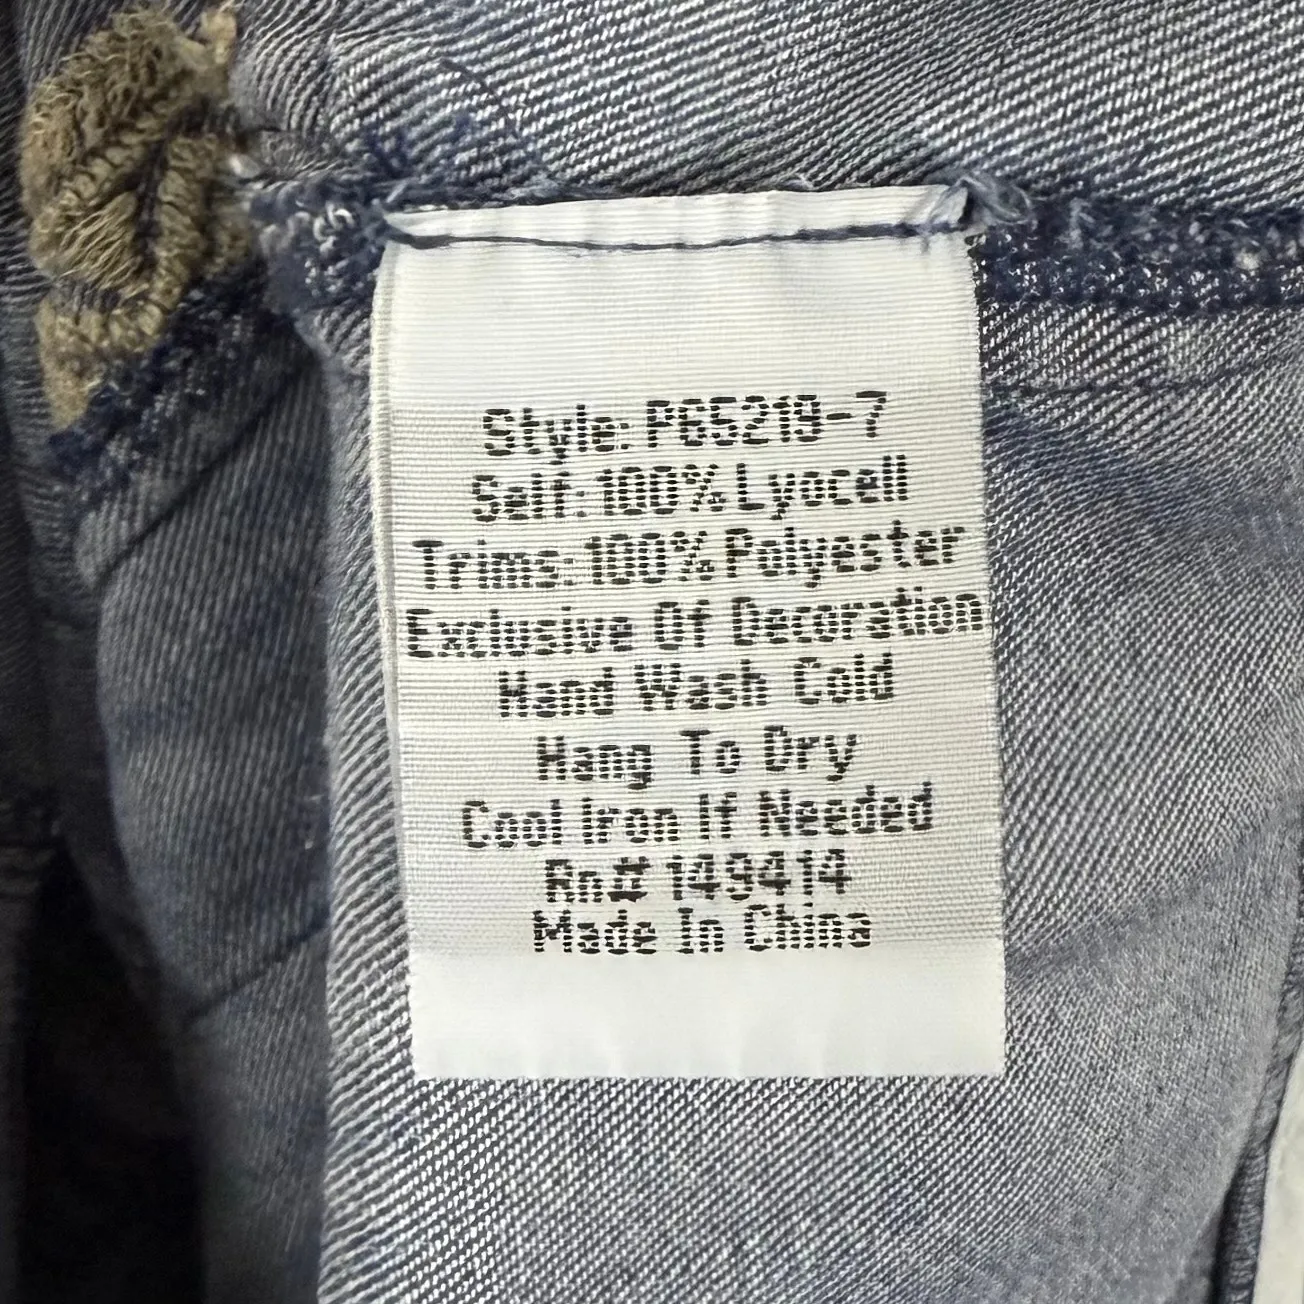 Style: P65219-7
Self: 100% Lyocell
Trims: 100% Polyester
Exclusive Of Decoration
Hand Wash Cold
Hang To Dry
Cool Iron If Needed
Rn# 149414
Made In China